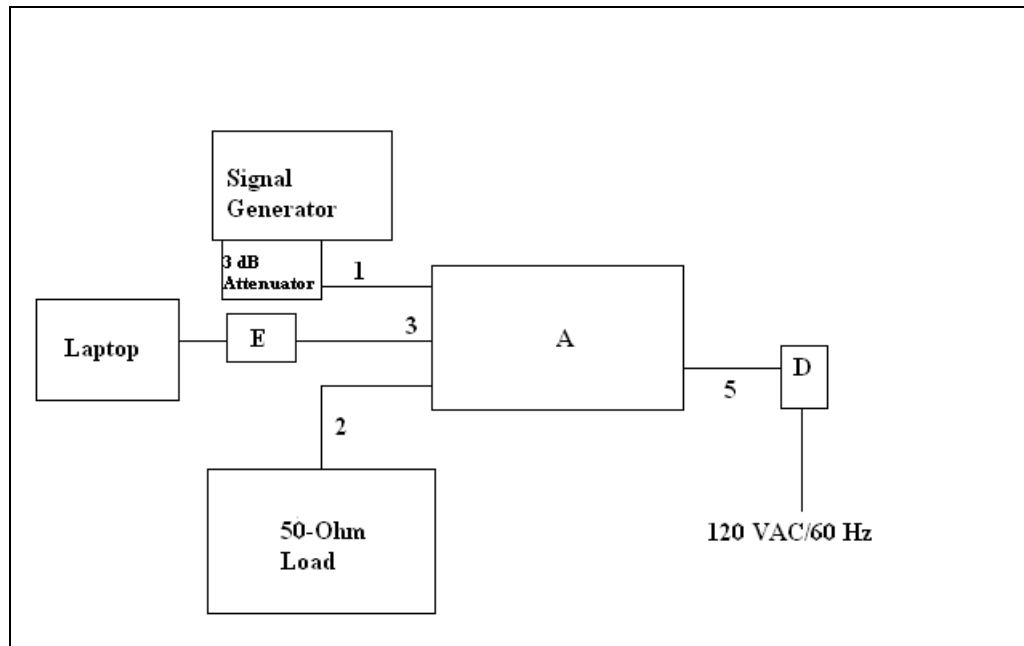 Signal
Generator
3 dB
Attenuator
1
Laptop
E
3
A
D
5
2
50-Ohm
Load
120 VAC/60 Hz